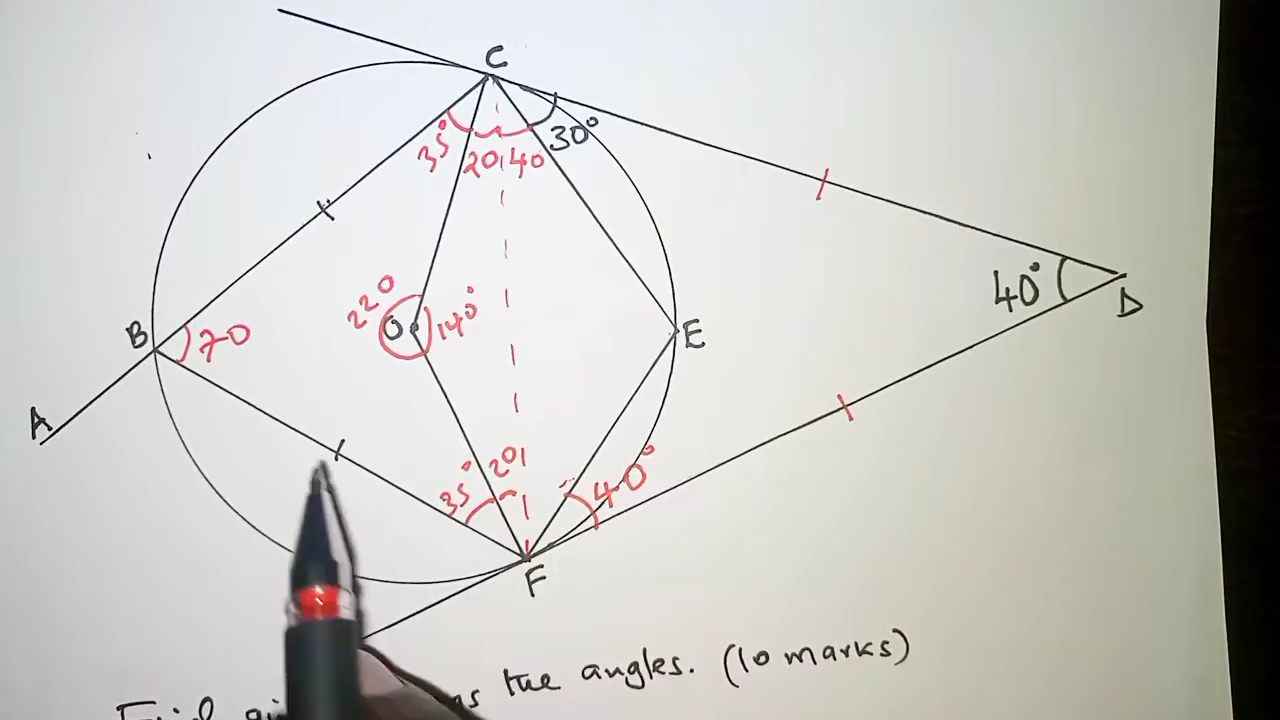 C
35° 20 40 30°
40°
D
220
O 140°
B 70
E
A
35° 20 40°
F
the angles. (10 marks)